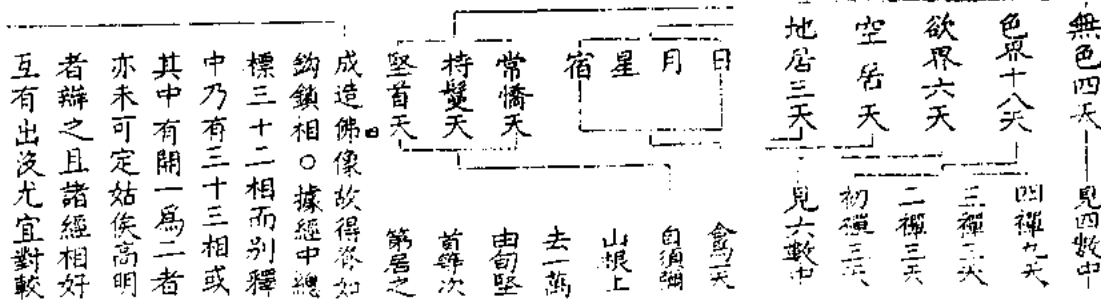 無色四天
見四數中
色界十八天
四禪九天
三禪三天
二禪三天
初禪三天
欲界六天
空居天
地居三天
見六數中
日
月
星
宿
常憍天
持鬘天
堅首天
為一天
自須彌
山根上
去一萬
由旬堅
首等次
第居之
成造佛像故得答如
鈎鎖相○據經中總
標三十二相而別釋
中乃有三十三相或
其中有開一爲二者
亦未可定姑俟高明
者辯之且諸經相好
互有出沒尤宜對較